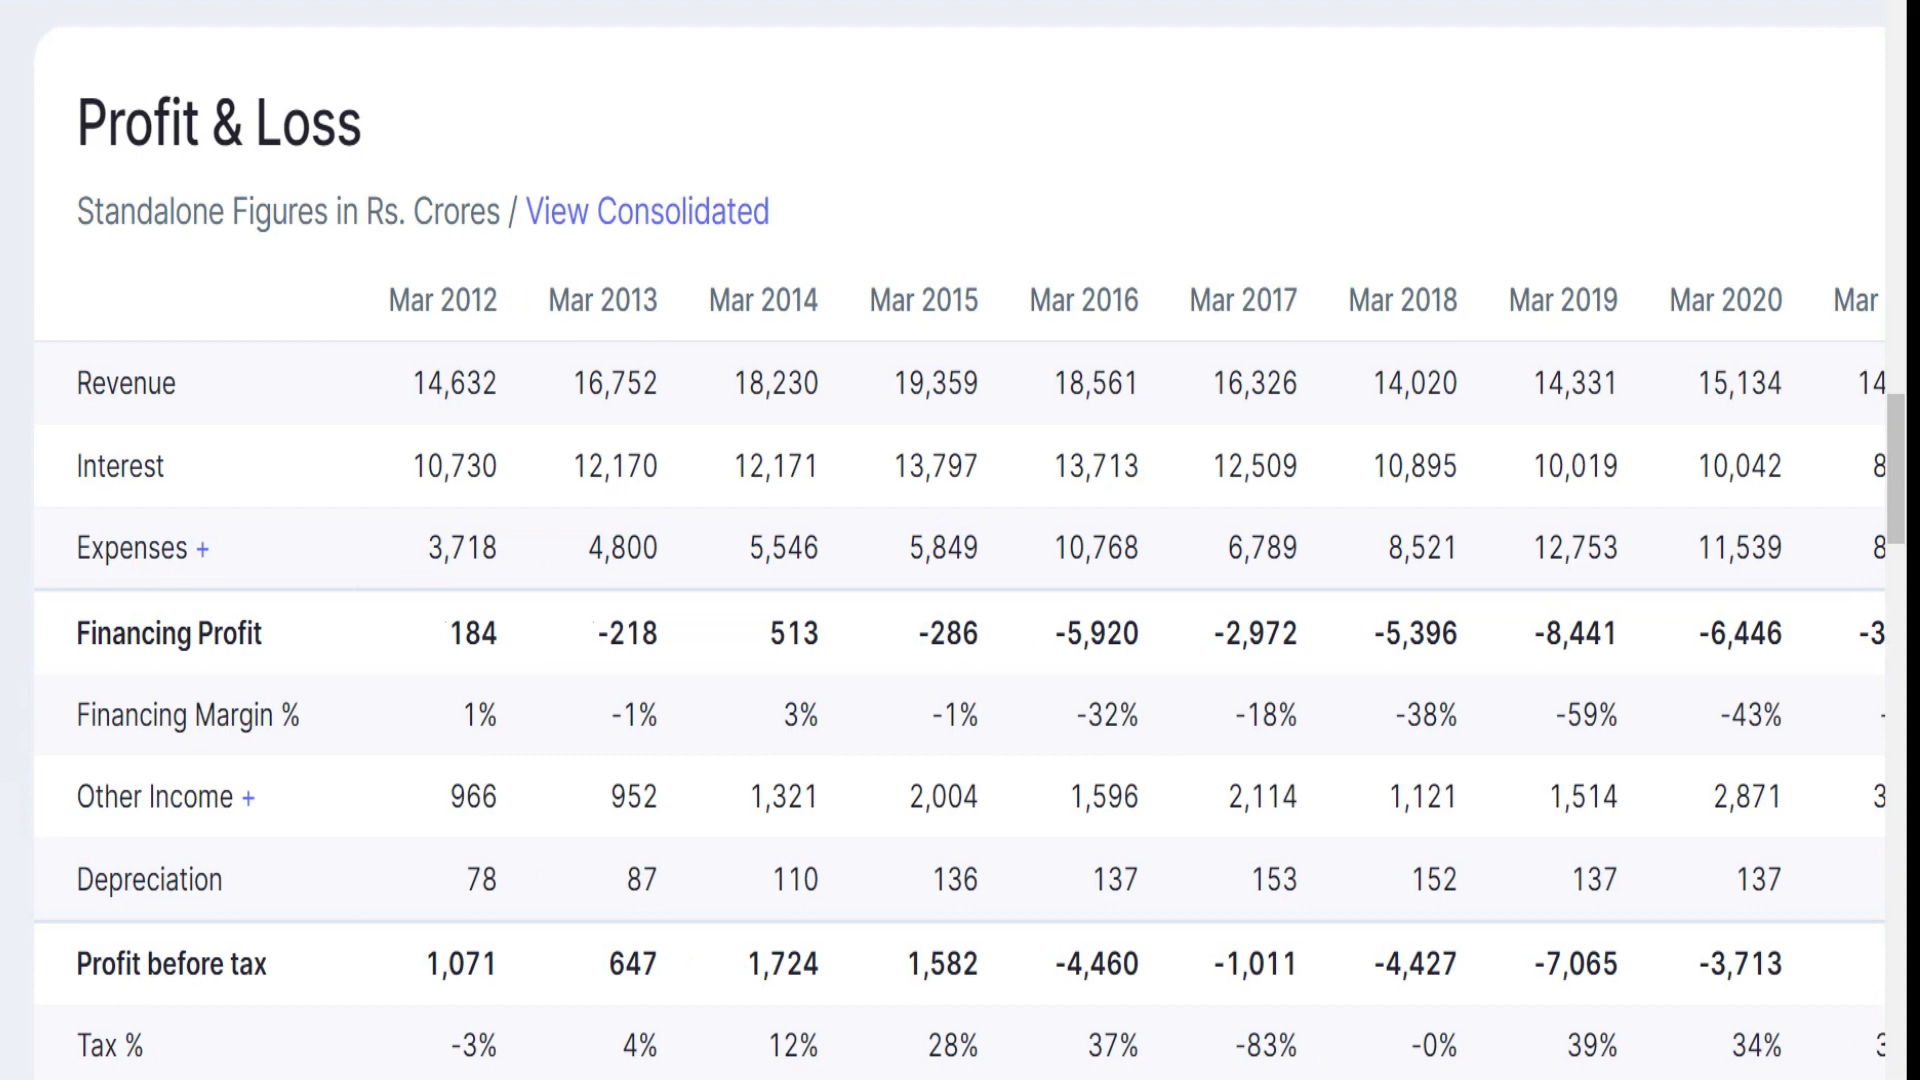 Profit & Loss
Standalone Figures in Rs. Crores / View Consolidated
Mar 2012 Mar 2013 Mar 2014 Mar 2015 Mar 2016 Mar 2017 Mar 2018 Mar 2019 Mar 2020 Mar
Revenue 14,632 16,752 18,230 19,359 18,561 16,326 14,020 14,331 15,134 14
Interest 10,730 12,170 12,171 13,797 13,713 12,509 10,895 10,019 10,042 8
Expenses + 3,718 4,800 5,546 5,849 10,768 6,789 8,521 12,753 11,539 8
Financing Profit 184 -218 513 -286 -5,920 -2,972 -5,396 -8,441 -6,446 -3
Financing Margin % 1% -1% 3% -1% -32% -18% -38% -59% -43% -
Other Income + 966 952 1,321 2,004 1,596 2,114 1,121 1,514 2,871 3
Depreciation 78 87 110 136 137 153 152 137 137
Profit before tax 1,071 647 1,724 1,582 -4,460 -1,011 -4,427 -7,065 -3,713
Tax % -3% 4% 12% 28% 37% -83% -0% 39% 34% 3